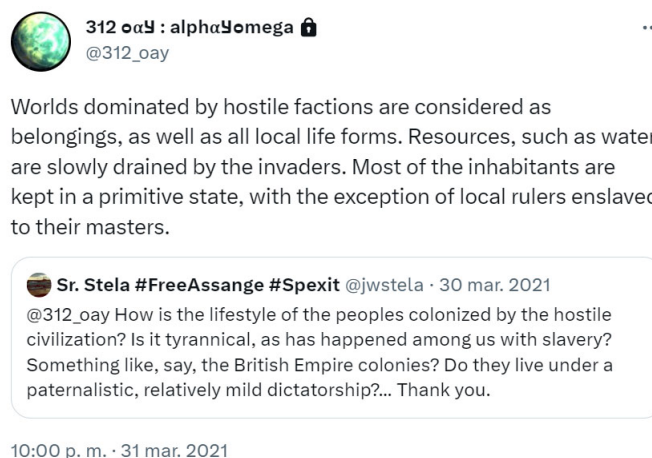 312 oαy : alphαyomega
@312_oay
Worlds dominated by hostile factions are considered as
belongings, as well as all local life forms. Resources, such as water
are slowly drained by the invaders. Most of the inhabitants are
kept in a primitive state, with the exception of local rulers enslaved
to their masters.
Sr. Stela #FreeAssange #Spexit @jwstela · 30 mar. 2021
@312_oay How is the lifestyle of the peoples colonized by the hostile
civilization? Is it tyrannical, as has happened among us with slavery?
Something like, say, the British Empire colonies? Do they live under a
paternalistic, relatively mild dictatorship?... Thank you.
10:00 p. m. · 31 mar. 2021